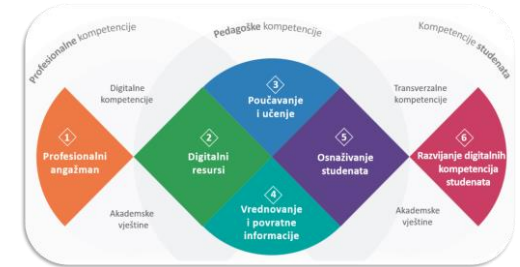 Profesionalne kompetencije
Pedagoške kompetencije
Kompetencije studenata
Digitalne
kompetencije
Transverzalne
kompetencije
1
Profesionalni
angažman
2
Digitalni
resursi
3
Poučavanje
i učenje
4
Vrednovanje
i povratne
informacije
5
Osnaživanje
studenata
6
Razvijanje digitalnih
kompetencija
studenata
Akademske
vještine
Akademske
vještine